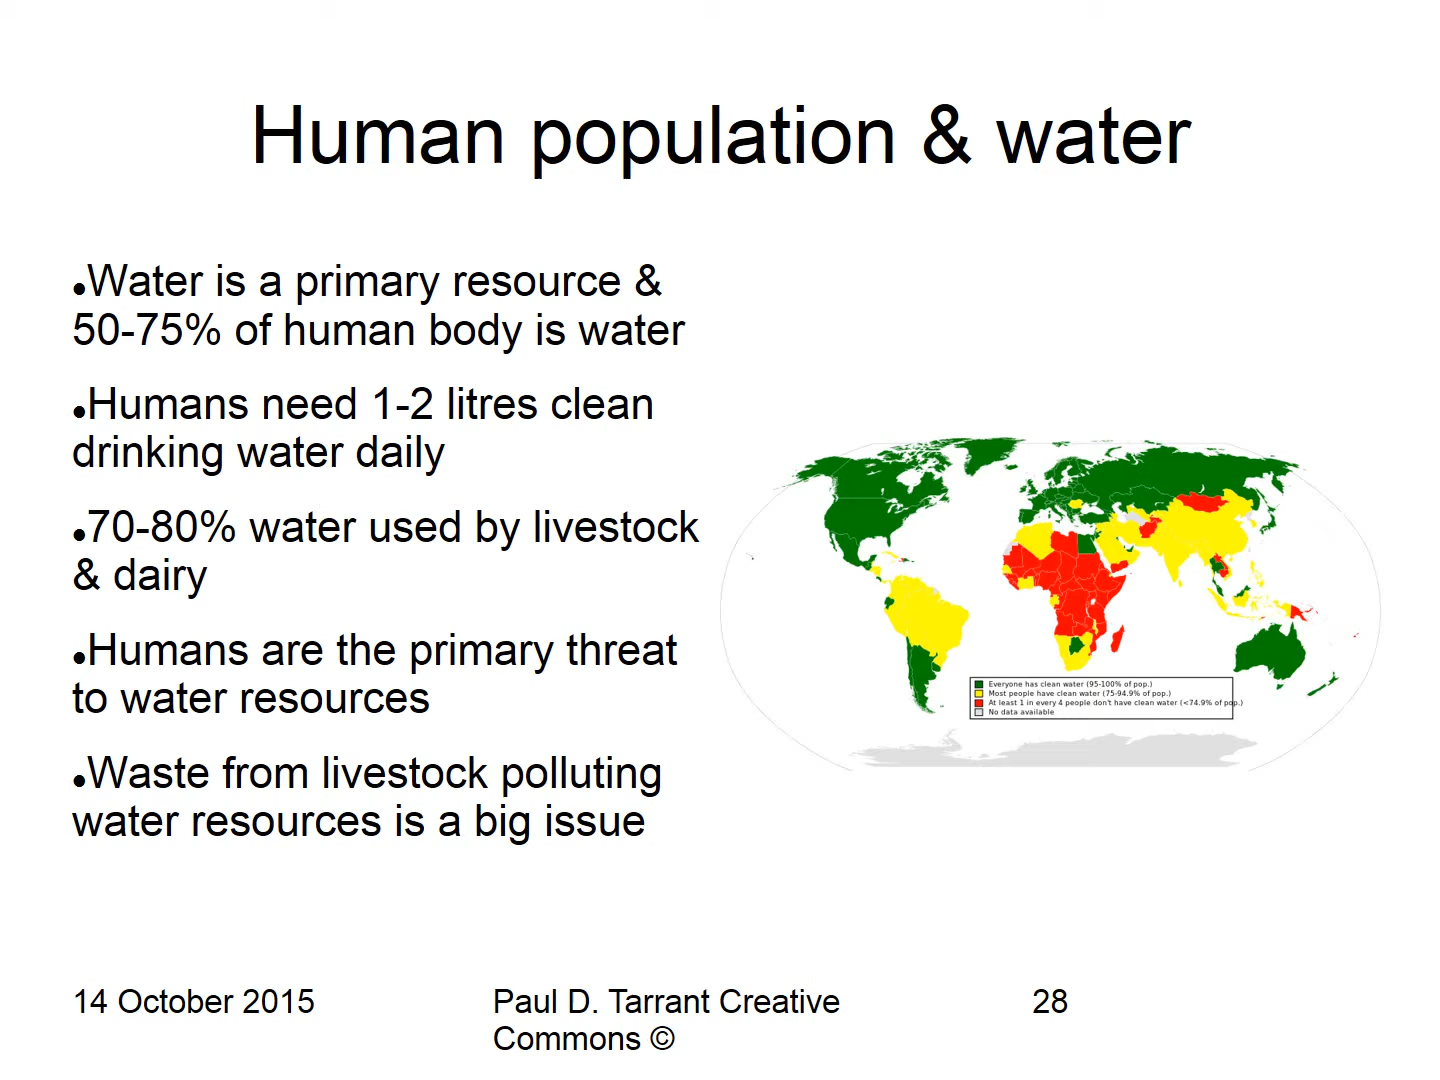 Human population & water
●Water is a primary resource &
50-75% of human body is water
●Humans need 1-2 litres clean
drinking water daily
●70-80% water used by livestock
& dairy
●Humans are the primary threat
to water resources
●Waste from livestock polluting
water resources is a big issue
Everyone has clean water (95-100% of pop.)
Most people have clean water (75-94.9% of pop.)
At least 1 in every 4 people don't have clean water (<74.9% of pop.)
No data available
14 October 2015
Paul D. Tarrant Creative
Commons ©
28